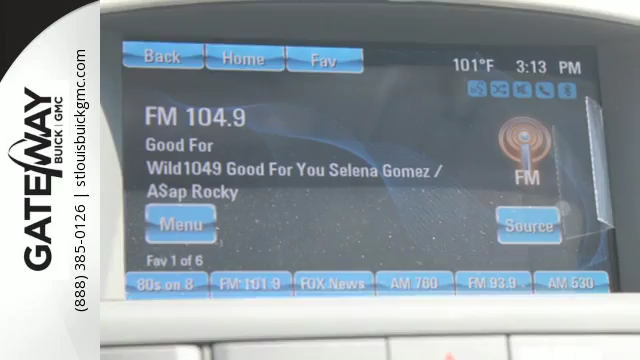 GATEWAY
BUICK | GMC
(888) 385-0126 | stlouisbuickgmc.com
Back Home Fav
101°F 3:13 PM
FM 104.9
Good For
Wild1049 Good For You Selena Gomez /
A$ap Rocky
FM
Menu Source
Fav 1 of 6
80s on 8 FM 101.9 FOX News AM 760 FM 93.9 AM 530